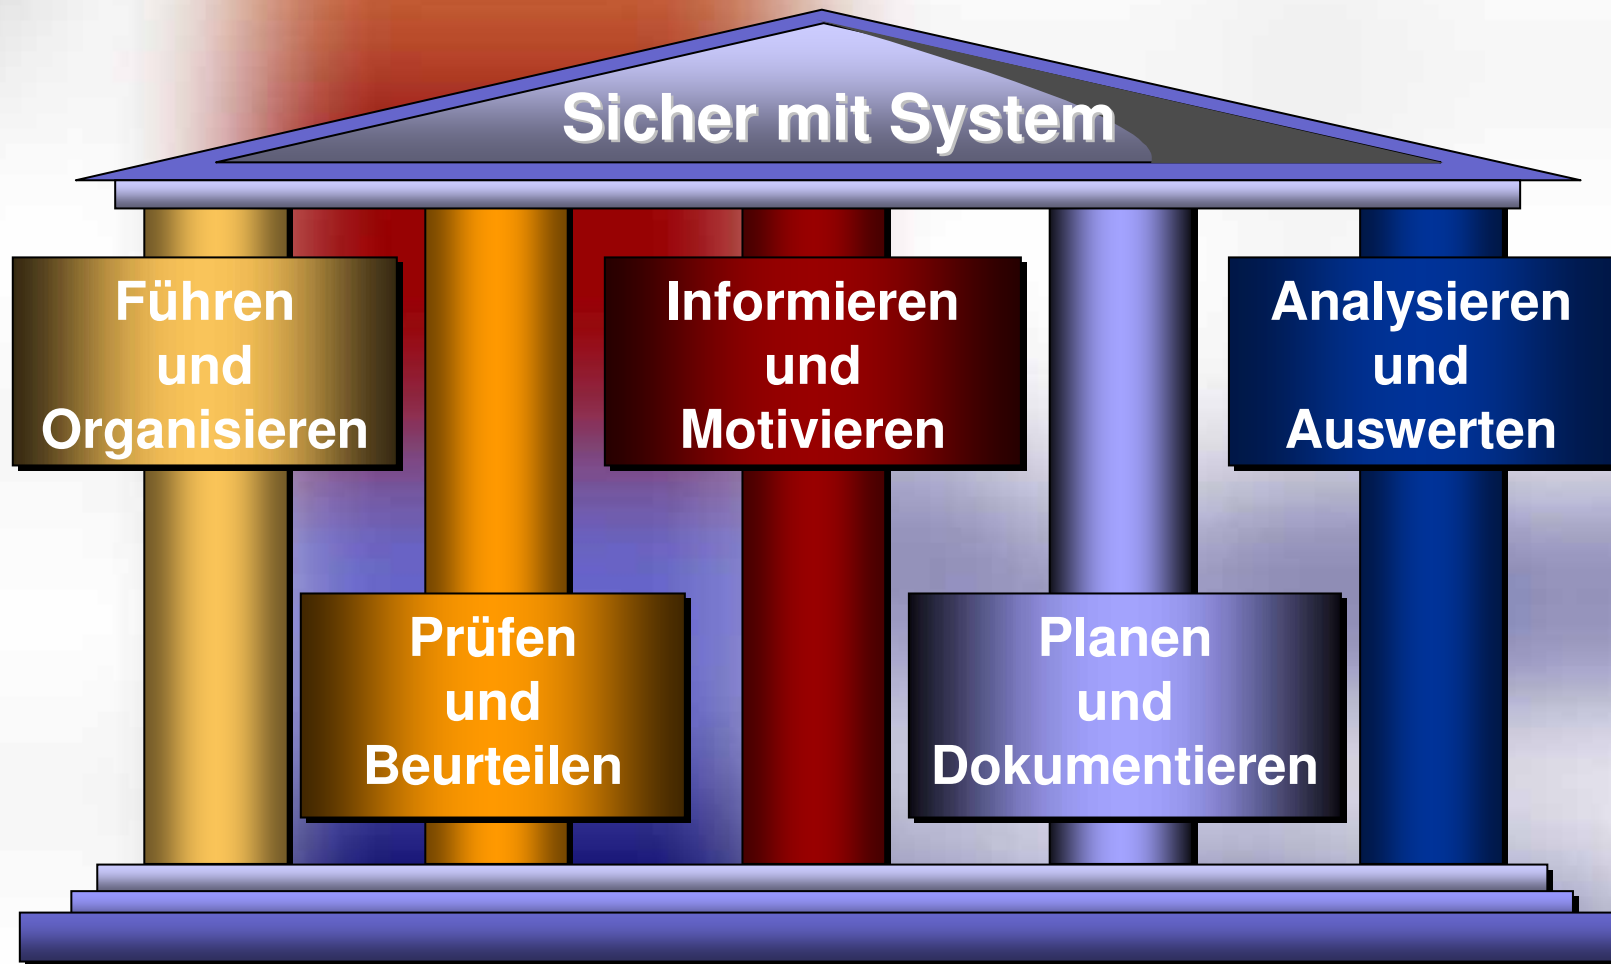 Sicher mit System
Führen
und
Organisieren
Prüfen
und
Beurteilen
Informieren
und
Motivieren
Planen
und
Dokumentieren
Analysieren
und
Auswerten